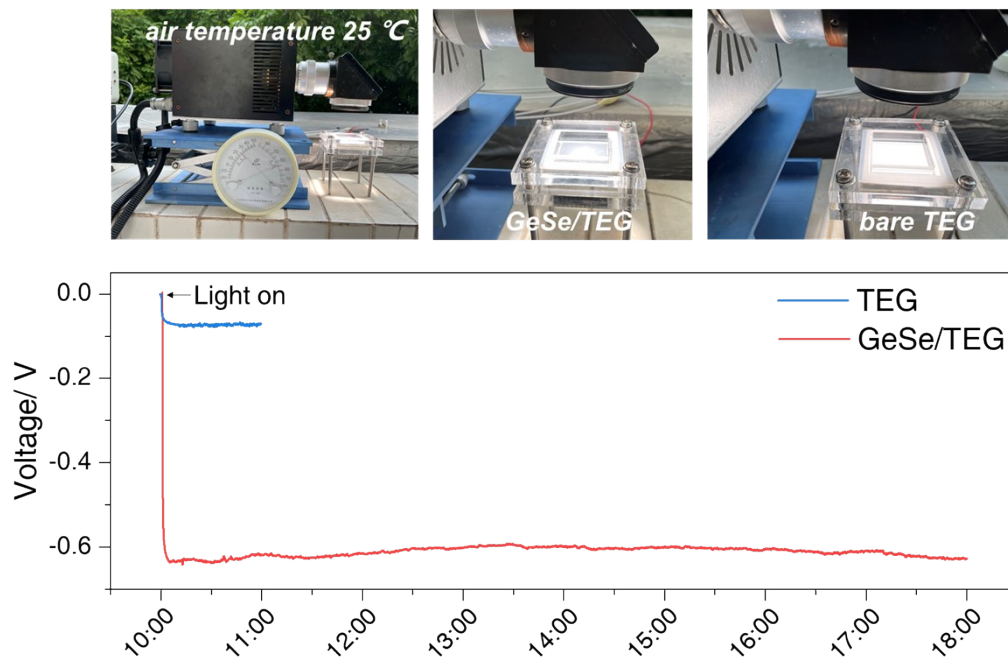 air temperature 25 ℃
GeSe/TEG
bare TEG
0.0
Light on
TEG
GeSe/TEG
-0.2
-0.4
-0.6
Voltage/ V
10:00
11:00
12:00
13:00
14:00
15:00
16:00
17:00
18:00